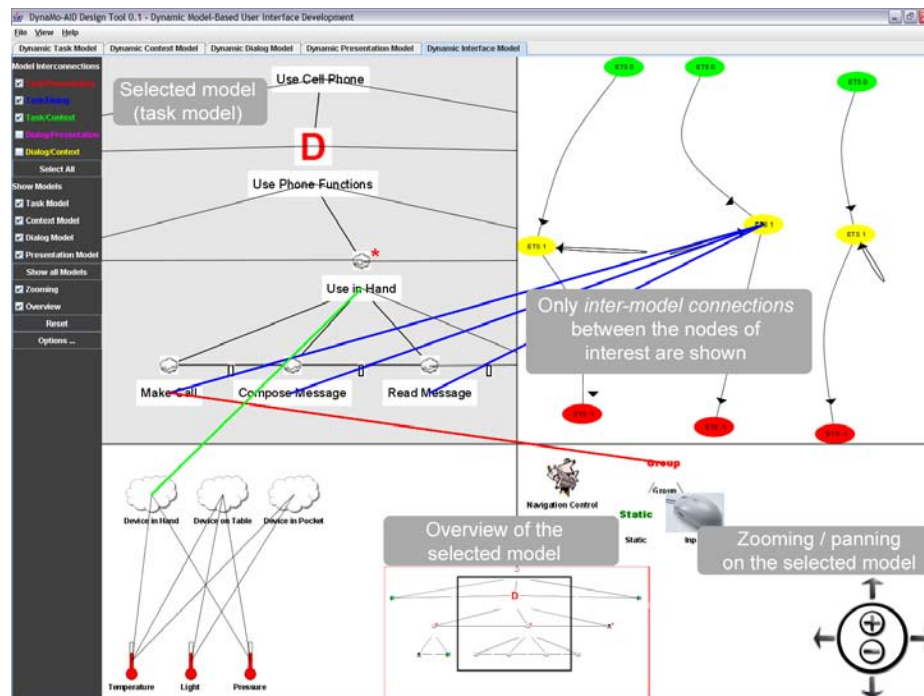 DynaMo-AID Design Tool 0.1 - Dynamic Model-Based User Interface Development
File View Help
Dynamic Task Model Dynamic Context Model Dynamic Dialog Model Dynamic Presentation Model Dynamic Interface Model
Model Interconnections
Task/Presentation
Task/Dialog
Task/Context
Dialog/Presentation
Dialog/Context
Select All
Show Models
Task Model
Context Model
Dialog Model
Presentation Model
Show all Models
Zooming
Overview
Reset
Options ...
Use Cell Phone
Selected model
(task model)
D
Use Phone Functions
*
Use in Hand
Make Call
Compose Message
Read Message
ETS 0
ETS 0
ETS 0
ETS 1
ETS 1
ETS 1
Only inter-model connections
between the nodes of
interest are shown
Device in Hand
Device on Table
Device in Pocket
Temperature
Light
Pressure
Group
Navigation Control
Group
Static
Static
Inp
Overview of the
selected model
D
Zooming / panning
on the selected model